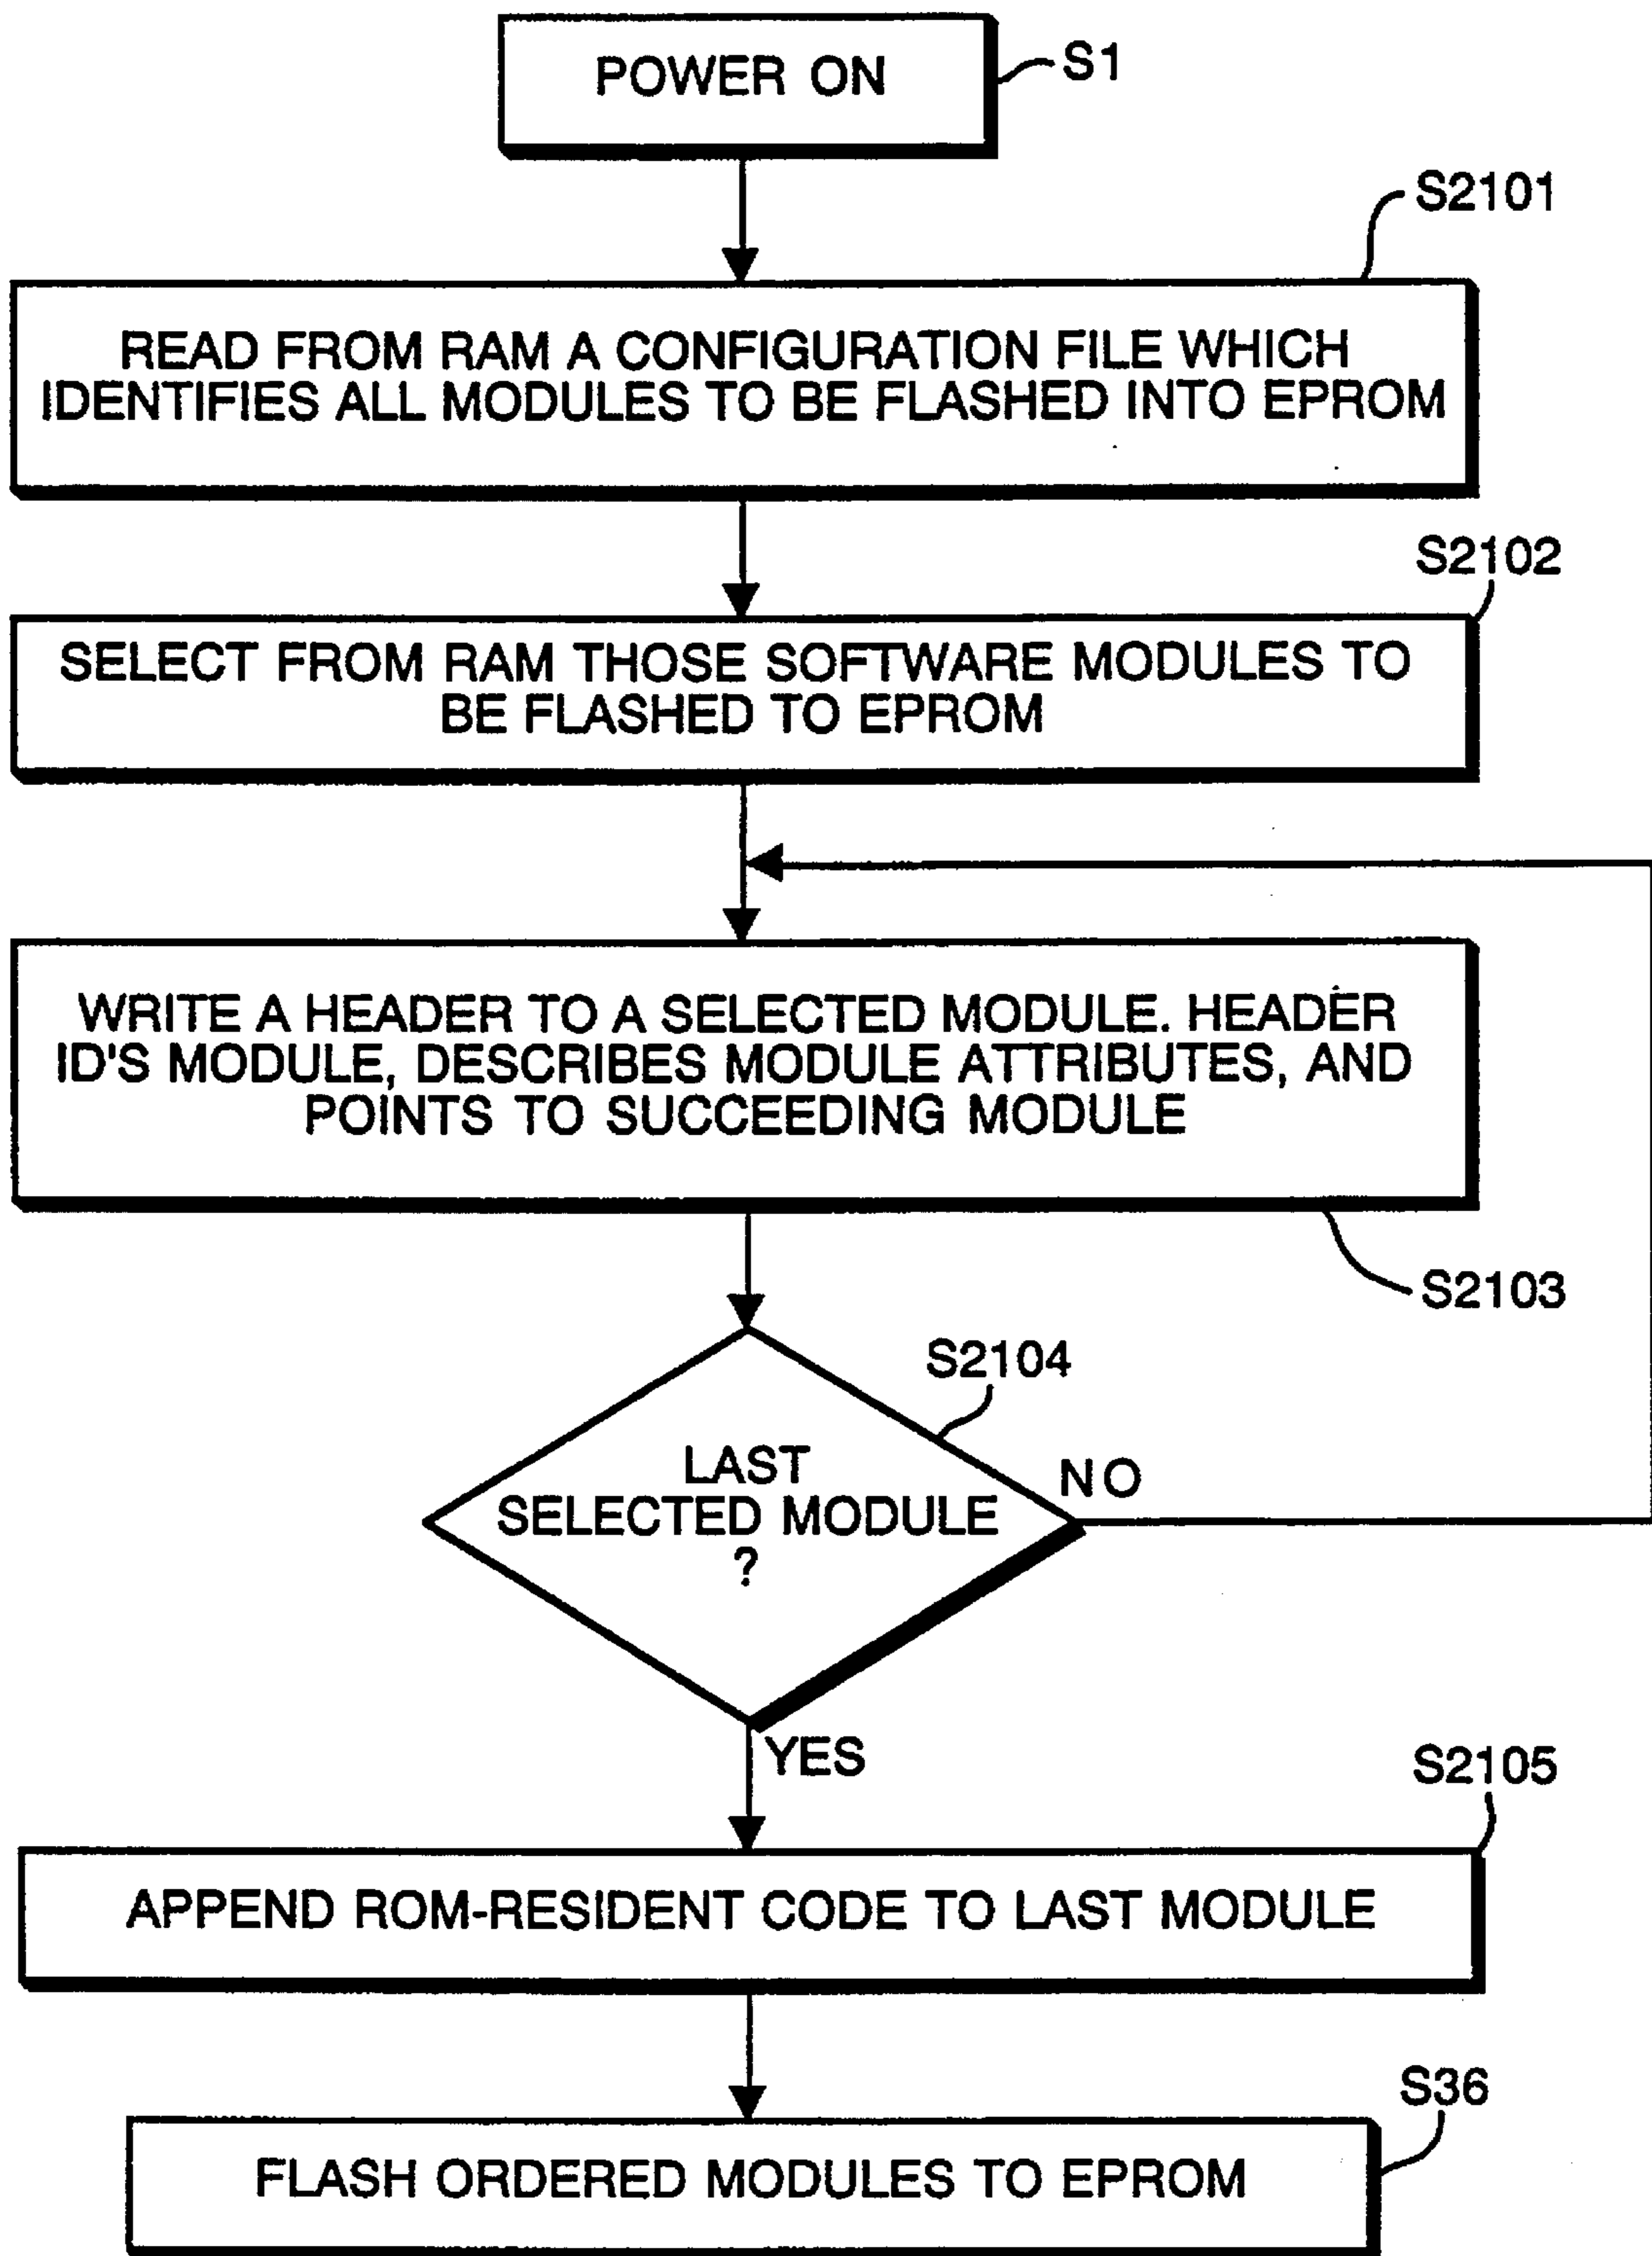 POWER ON
S1
S2101
READ FROM RAM A CONFIGURATION FILE WHICH
IDENTIFIES ALL MODULES TO BE FLASHED INTO EPROM
S2102
SELECT FROM RAM THOSE SOFTWARE MODULES TO
BE FLASHED TO EPROM
WRITE A HEADER TO A SELECTED MODULE. HEADER
ID'S MODULE, DESCRIBES MODULE ATTRIBUTES, AND
POINTS TO SUCCEEDING MODULE
S2103
S2104
LAST
SELECTED MODULE
?
NO
YES
S2105
APPEND ROM-RESIDENT CODE TO LAST MODULE
S36
FLASH ORDERED MODULES TO EPROM